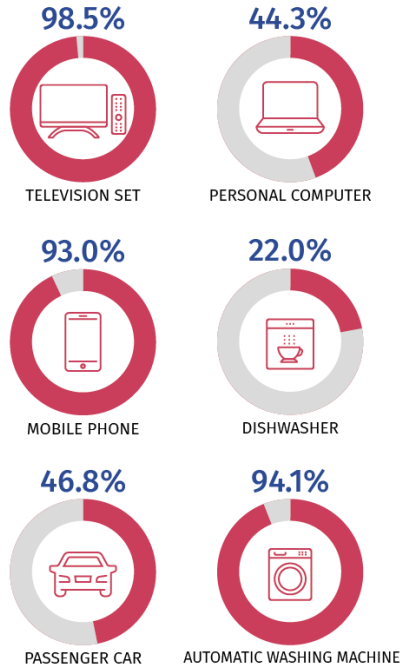 98.5%
44.3%
TELEVISION SET
PERSONAL COMPUTER
93.0%
22.0%
MOBILE PHONE
DISHWASHER
46.8%
94.1%
PASSENGER CAR
AUTOMATIC WASHING MACHINE